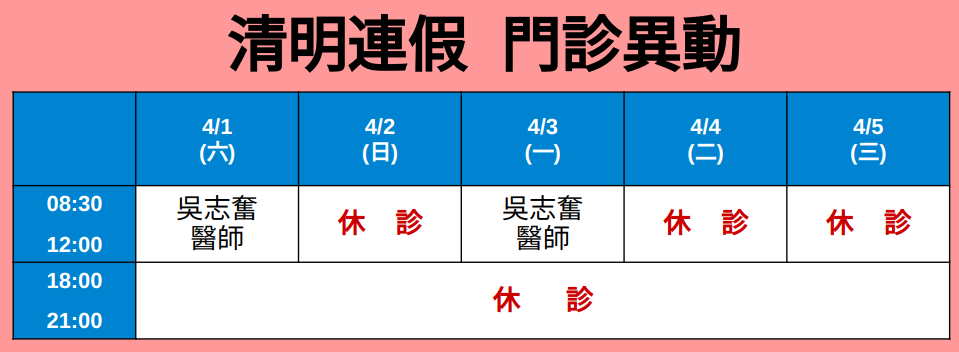 清明連假 門診異動
4/1 4/2 4/3 4/4 4/5
(六) (日) (一) (二) (三)
08:30
12:00
吳志奮
醫師
休 診
吳志奮
醫師
休 診
休 診
18:00
21:00
休 診